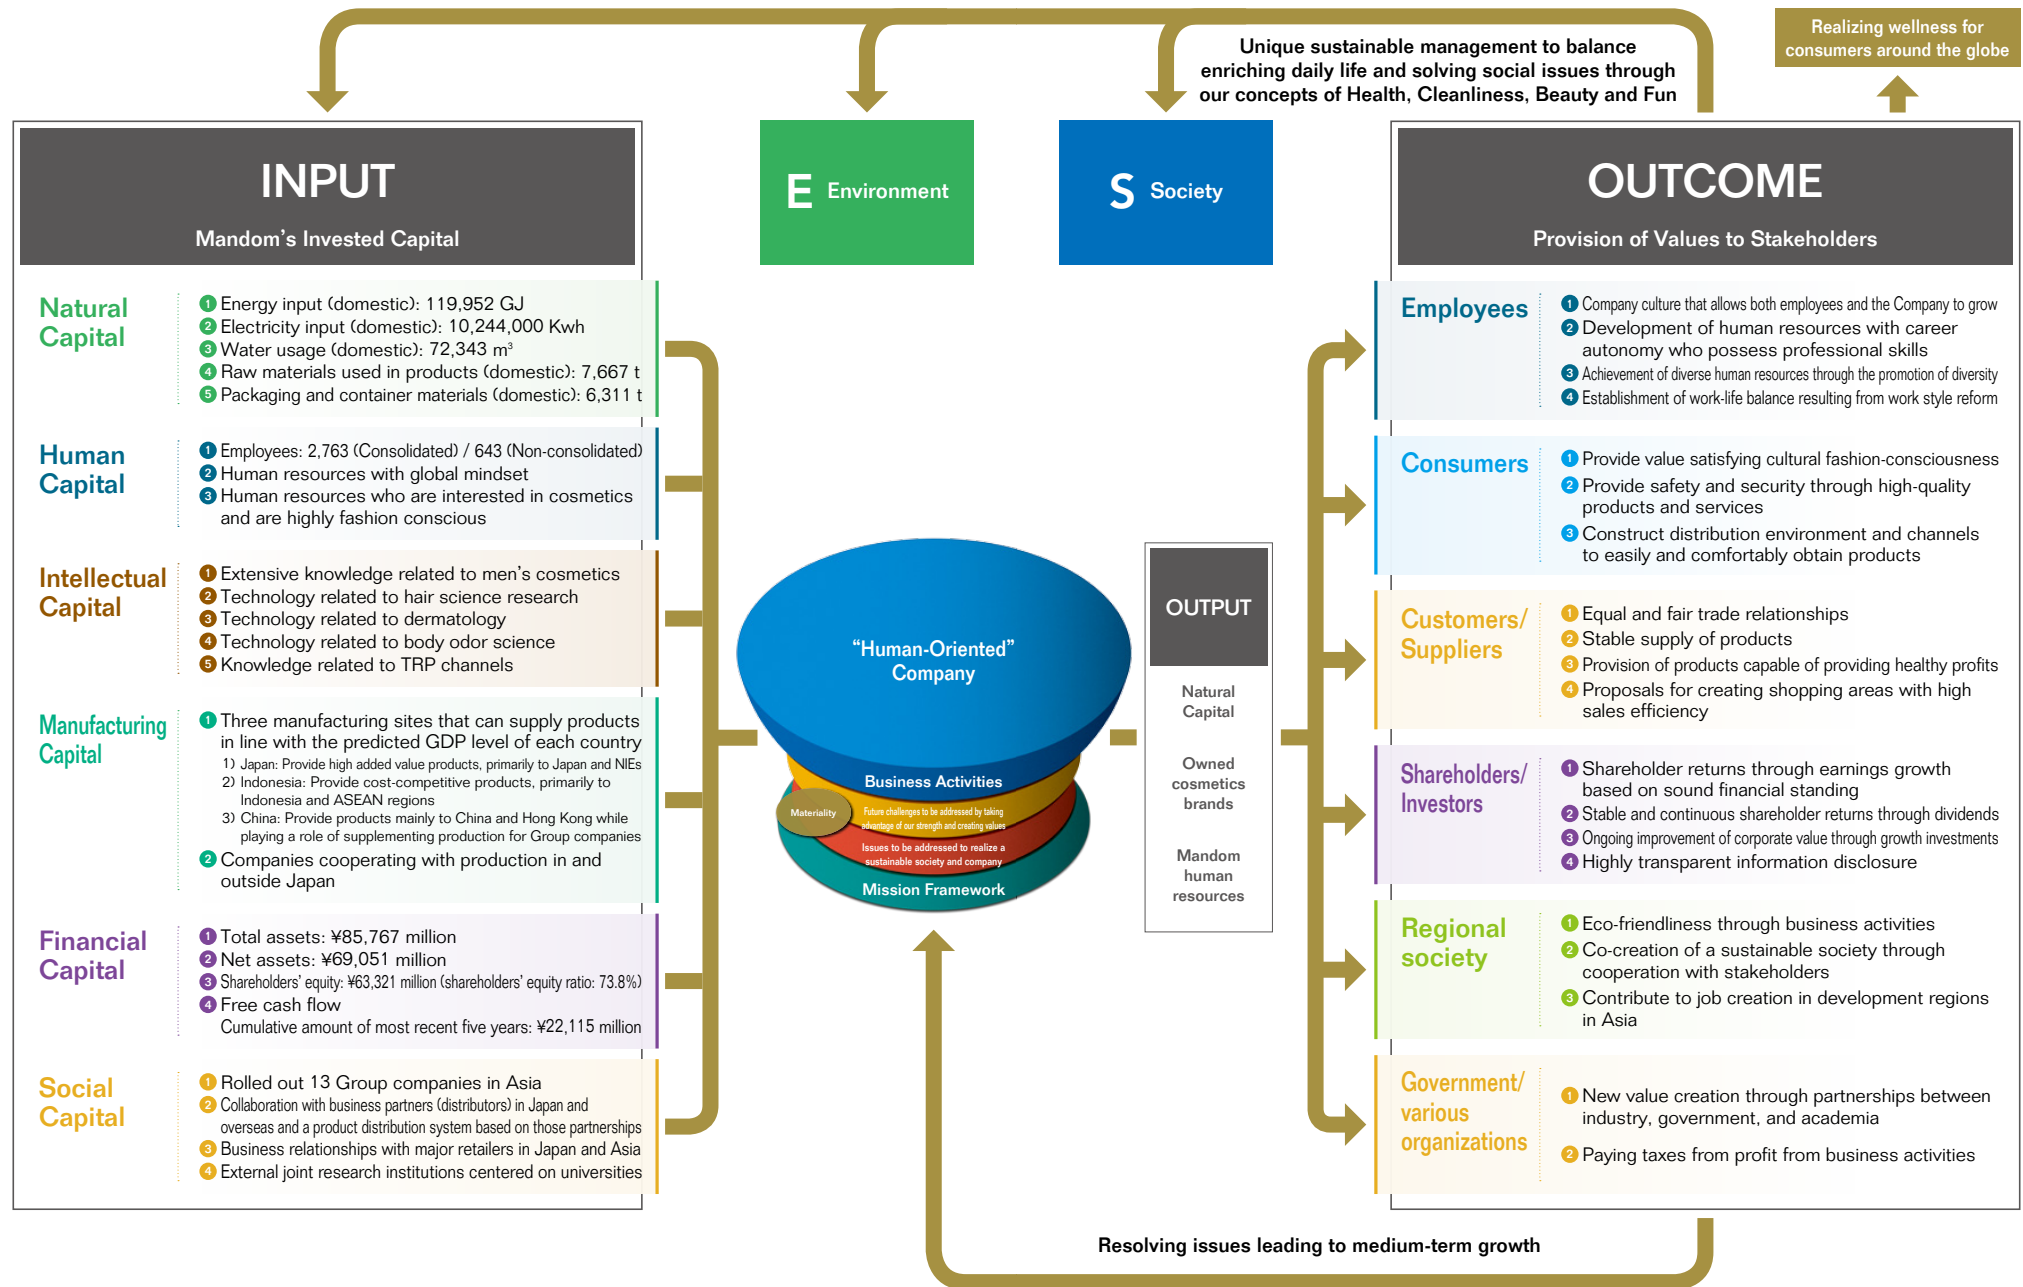 Realizing wellness for
consumers around the globe
Unique sustainable management to balance
enriching daily life and solving social issues through
our concepts of Health, Cleanliness, Beauty and Fun
INPUT
Mandom's Invested Capital
Natural
Capital
1 Energy input (domestic): 119,952 GJ
2 Electricity input (domestic): 10,244,000 Kwh
3 Water usage (domestic): 72,343 m³
4 Raw materials used in products (domestic): 7,667 t
5 Packaging and container materials (domestic): 6,311 t
Human
Capital
1 Employees: 2,763 (Consolidated) / 643 (Non-consolidated)
2 Human resources with global mindset
3 Human resources who are interested in cosmetics
and are highly fashion conscious
Intellectual
Capital
1 Extensive knowledge related to men's cosmetics
2 Technology related to hair science research
3 Technology related to dermatology
4 Technology related to body odor science
5 Knowledge related to TRP channels
Manufacturing
Capital
1 Three manufacturing sites that can supply products
in line with the predicted GDP level of each country
1) Japan: Provide high added value products, primarily to Japan and NIEs
2) Indonesia: Provide cost-competitive products, primarily to
Indonesia and ASEAN regions
3) China: Provide products mainly to China and Hong Kong while
playing a role of supplementing production for Group companies
2 Companies cooperating with production in and
outside Japan
Financial
Capital
1 Total assets: ¥85,767 million
2 Net assets: ¥69,051 million
3 Shareholders' equity: ¥63,321 million (shareholders' equity ratio: 73.8%)
4 Free cash flow
Cumulative amount of most recent five years: ¥22,115 million
Social
Capital
1 Rolled out 13 Group companies in Asia
2 Collaboration with business partners (distributors) in Japan and
overseas and a product distribution system based on those partnerships
3 Business relationships with major retailers in Japan and Asia
4 External joint research institutions centered on universities
E Environment
S Society
"Human-Oriented"
Company
Business Activities
Materiality
Future challenges to be addressed by taking
advantage of our strength and creating values
Issues to be addressed to realize a
sustainable society and company
Mission Framework
OUTPUT
Natural
Capital
Owned
cosmetics
brands
Mandom
human
resources
OUTCOME
Provision of Values to Stakeholders
Employees
1 Company culture that allows both employees and the Company to grow
2 Development of human resources with career
autonomy who possess professional skills
3 Achievement of diverse human resources through the promotion of diversity
4 Establishment of work-life balance resulting from work style reform
Consumers
1 Provide value satisfying cultural fashion-consciousness
2 Provide safety and security through high-quality
products and services
3 Construct distribution environment and channels
to easily and comfortably obtain products
Customers/
Suppliers
1 Equal and fair trade relationships
2 Stable supply of products
3 Provision of products capable of providing healthy profits
4 Proposals for creating shopping areas with high
sales efficiency
Shareholders/
Investors
1 Shareholder returns through earnings growth
based on sound financial standing
2 Stable and continuous shareholder returns through dividends
3 Ongoing improvement of corporate value through growth investments
4 Highly transparent information disclosure
Regional
society
1 Eco-friendliness through business activities
2 Co-creation of a sustainable society through
cooperation with stakeholders
3 Contribute to job creation in development regions
in Asia
Government/
various
organizations
1 New value creation through partnerships between
industry, government, and academia
2 Paying taxes from profit from business activities
Resolving issues leading to medium-term growth